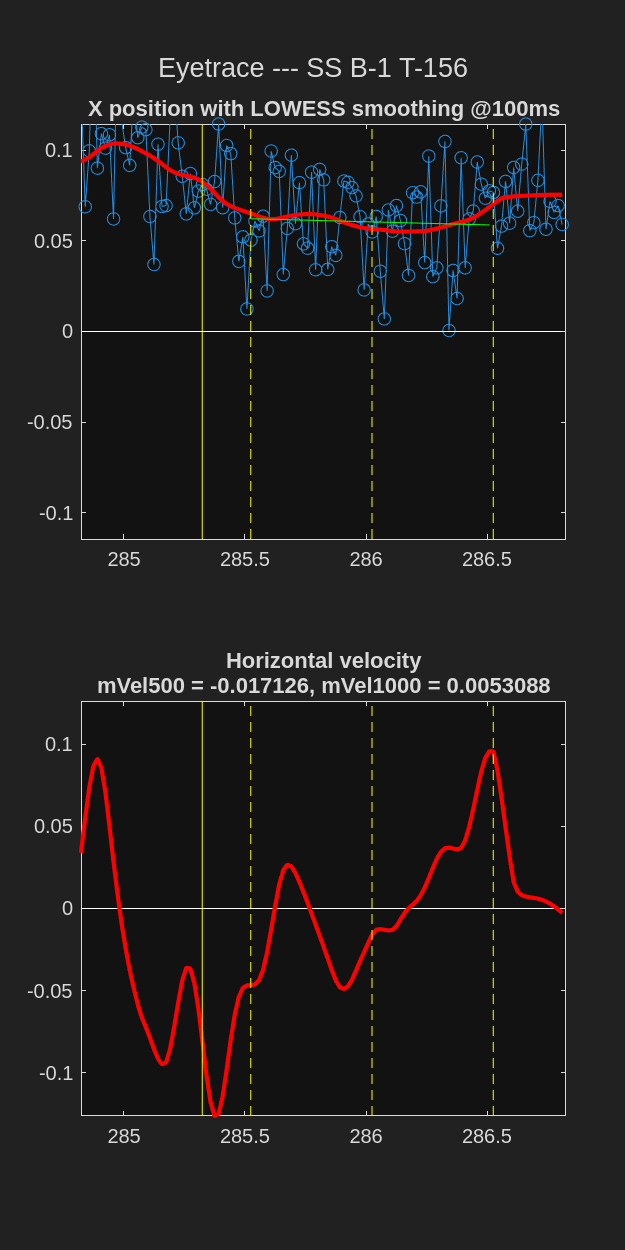 Eyetrace --- SS B-1 T-156
X position with LOWESS smoothing @100ms
0.1
0.05
0
-0.05
-0.1
285 285.5 286 286.5
Horizontal velocity
mVel500 = -0.017126, mVel1000 = 0.0053088
0.1
0.05
0
-0.05
-0.1
285 285.5 286 286.5